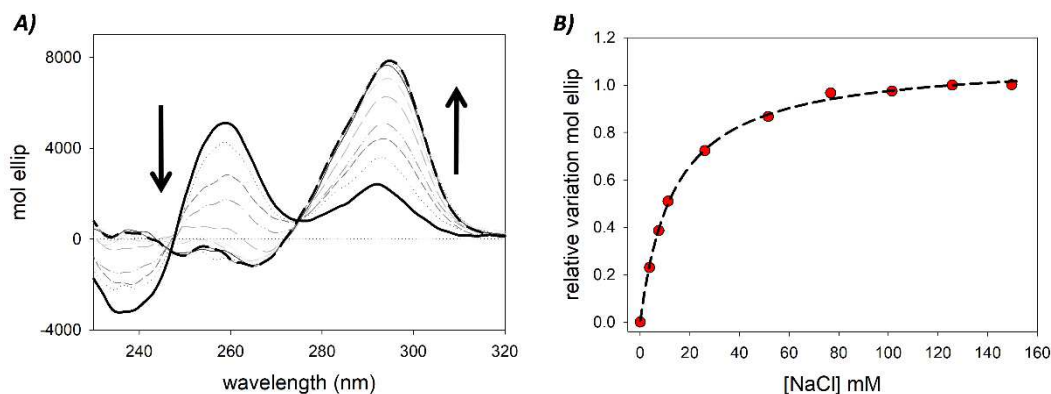 A)
mol ellip
8000
4000
0
-4000
240 260 280 300 320
wavelength (nm)
B)
relative variation mol ellip
1.2
1.0
0.8
0.6
0.4
0.2
0.0
0 20 40 60 80 100 120 140 160
[NaCl] mM